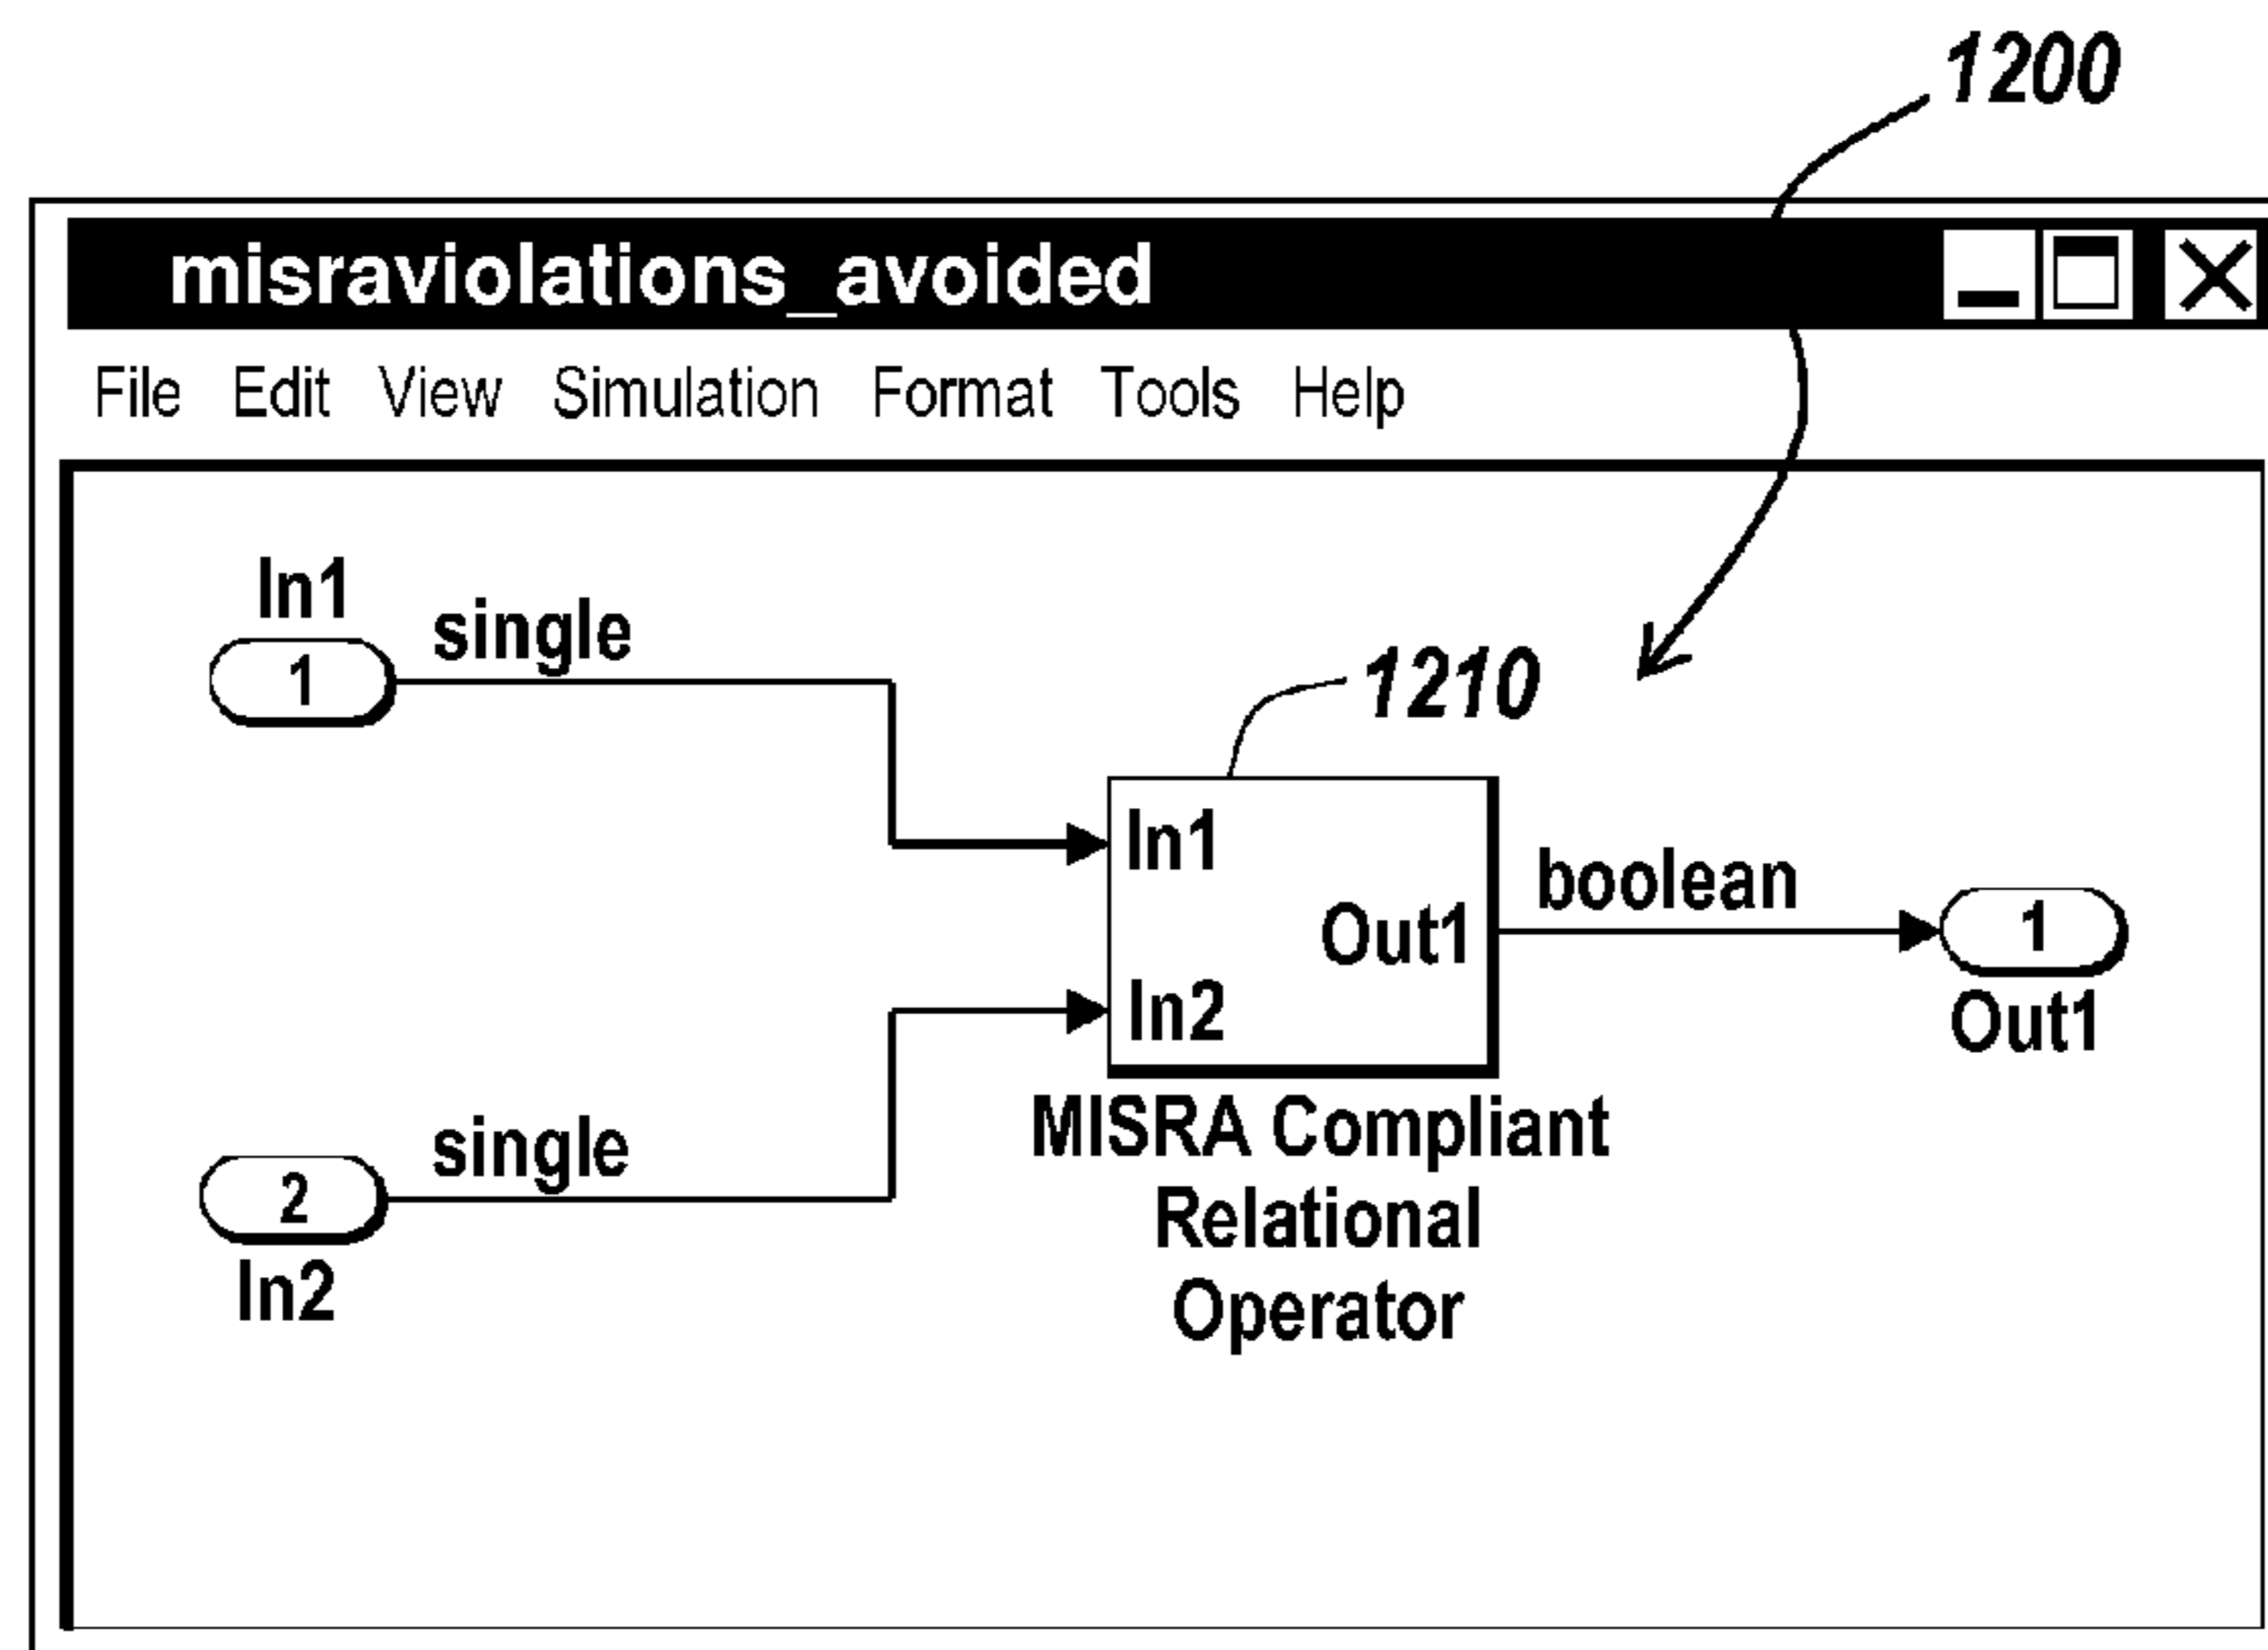 1200
misraviolations_avoided
File Edit View Simulation Format Tools Help
In1
1
single
1210
In1
boolean
Out1
1
In2
Out1
single
2
In2
MISRA Compliant
Relational
Operator